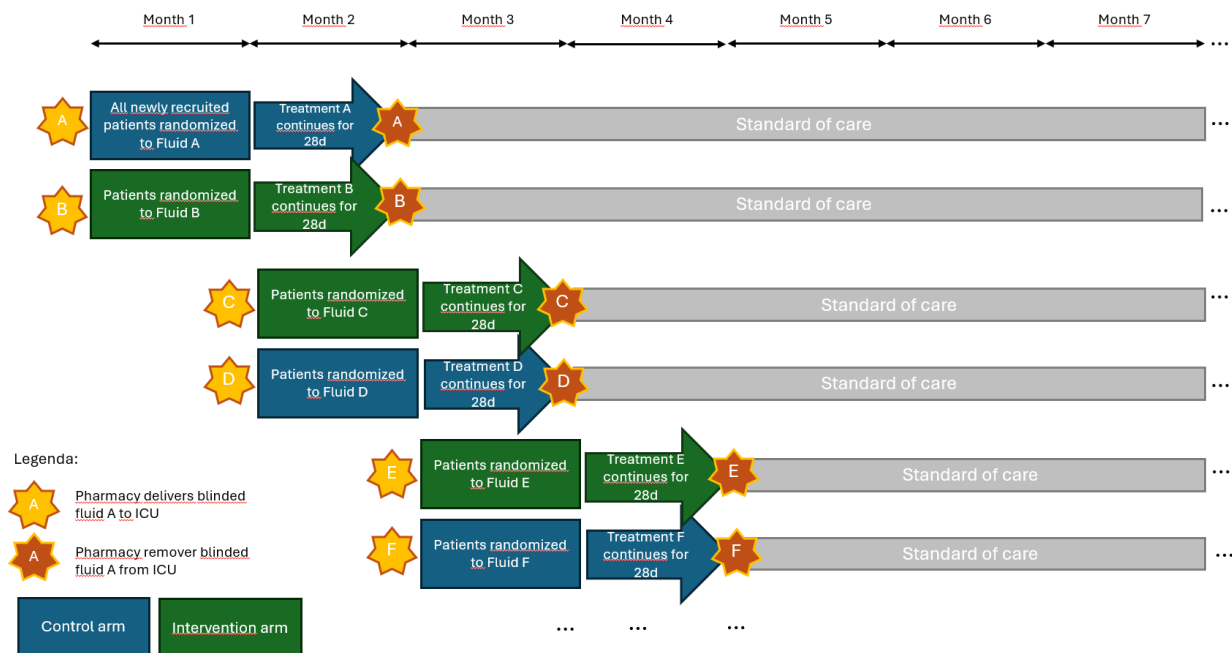 Month 1
Month 2
Month 3
Month 4
Month 5
Month 6
Month 7
...
A
All newly recruited
patients randomized
to Fluid A
Treatment A
continues for
28d
A
Standard of care
...
B
Patients randomized
to Fluid B
Treatment B
continues for
28d
B
Standard of care
...
C
Patients randomized
to Fluid C
Treatment C
continues for
28d
C
Standard of care
...
D
Patients randomized
to Fluid D
Treatment D
continues for
28d
D
Standard of care
...
E
Patients randomized
to Fluid E
Treatment E
continues for
28d
E
Standard of care
...
F
Patients randomized
to Fluid F
Treatment F
continues for
28d
F
Standard of care
...
Legenda:
A
Pharmacy delivers blinded
fluid A to ICU
A
Pharmacy remover blinded
fluid A from ICU
Control arm
Intervention arm
...
...
...